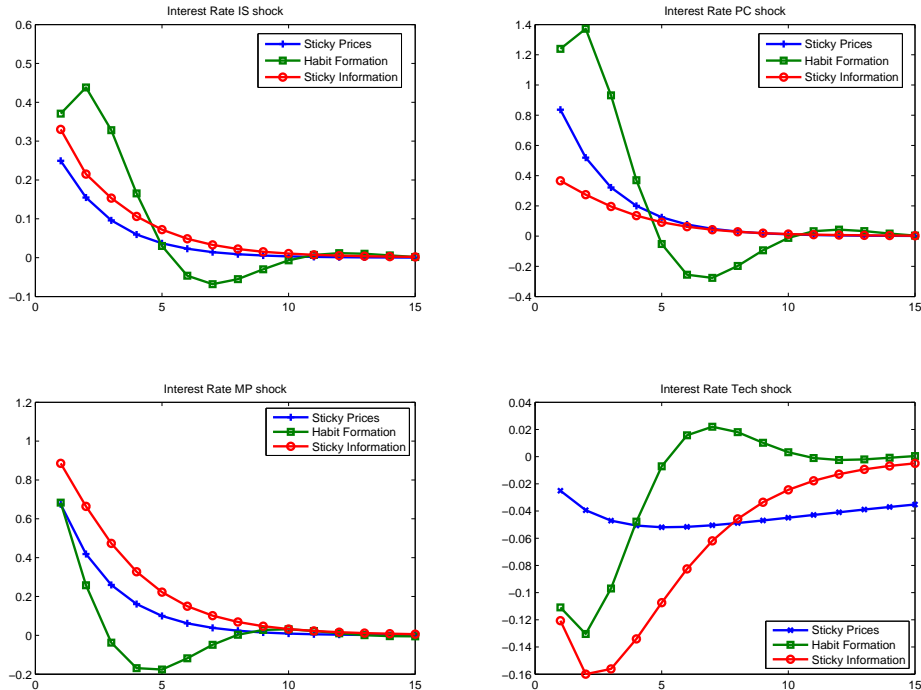 Interest Rate IS shock
0.6
0.5
0.4
0.3
0.2
0.1
0
−0.1
0 5 10 15
Sticky Prices
Habit Formation
Sticky Information
Interest Rate PC shock
1.4
1.2
1
0.8
0.6
0.4
0.2
0
−0.2
−0.4
0 5 10 15
Sticky Prices
Habit Formation
Sticky Information
Interest Rate MP shock
1.2
1
0.8
0.6
0.4
0.2
0
−0.2
0 5 10 15
Sticky Prices
Habit Formation
Sticky Information
Interest Rate Tech shock
0.04
0.02
0
−0.02
−0.04
−0.06
−0.08
−0.10
−0.12
−0.14
−0.16
0 5 10 15
Sticky Prices
Habit Formation
Sticky Information